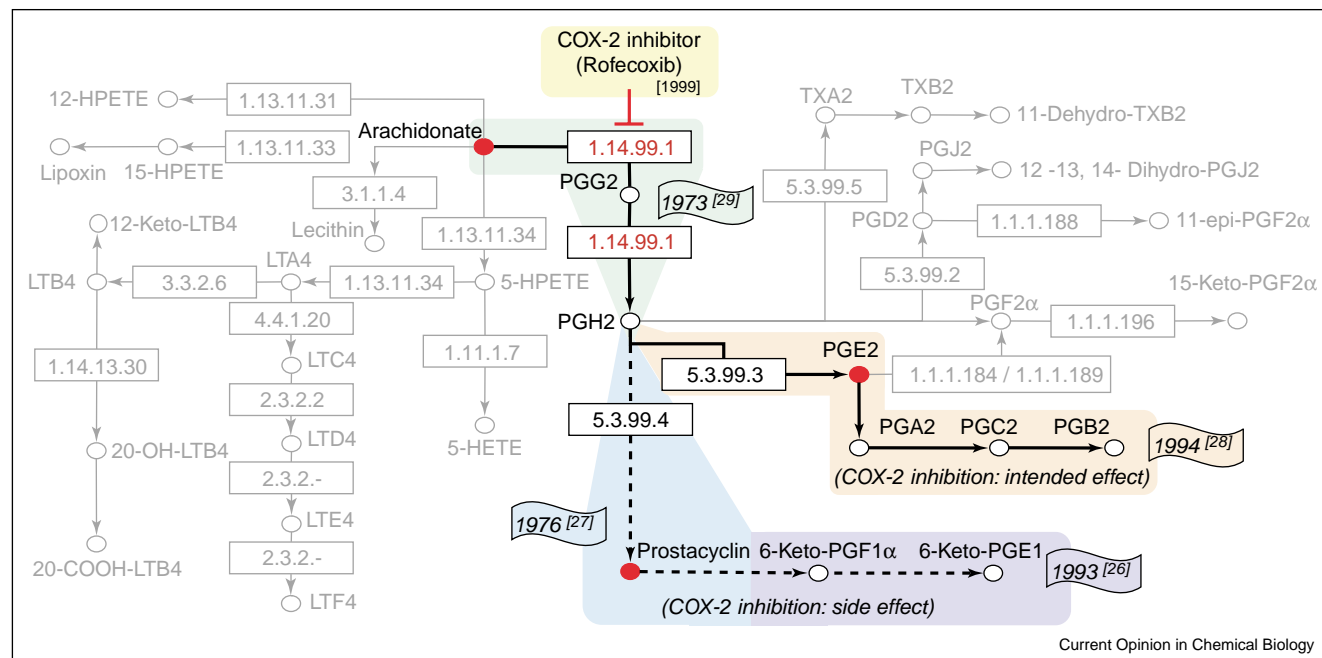 COX-2 inhibitor
(Rofecoxib)
[1999]
12-HPETE
1.13.11.31
TXA2
TXB2
11-Dehydro-TXB2
Arachidonate
1.14.99.1
Lipoxin
15-HPETE
1.13.11.33
PGJ2
12 -13, 14- Dihydro-PGJ2
3.1.1.4
PGG2
1973 [29]
5.3.99.5
12-Keto-LTB4
Lecithin
1.13.11.34
1.14.99.1
PGD2
1.1.1.188
11-epi-PGF2α
LTB4
3.3.2.6
LTA4
1.13.11.34
5-HPETE
5.3.99.2
15-Keto-PGF2α
4.4.1.20
PGH2
PGF2α
1.1.1.196
1.14.13.30
LTC4
1.11.1.7
5.3.99.3
PGE2
1.1.1.184 / 1.1.1.189
2.3.2.2
5.3.99.4
20-OH-LTB4
LTD4
5-HETE
PGA2
PGC2
PGB2
1994 [28]
2.3.2.-
(COX-2 inhibition: intended effect)
LTE4
1976 [27]
20-COOH-LTB4
2.3.2.-
Prostacyclin
6-Keto-PGF1α
6-Keto-PGE1
1993 [26]
LTF4
(COX-2 inhibition: side effect)
Current Opinion in Chemical Biology